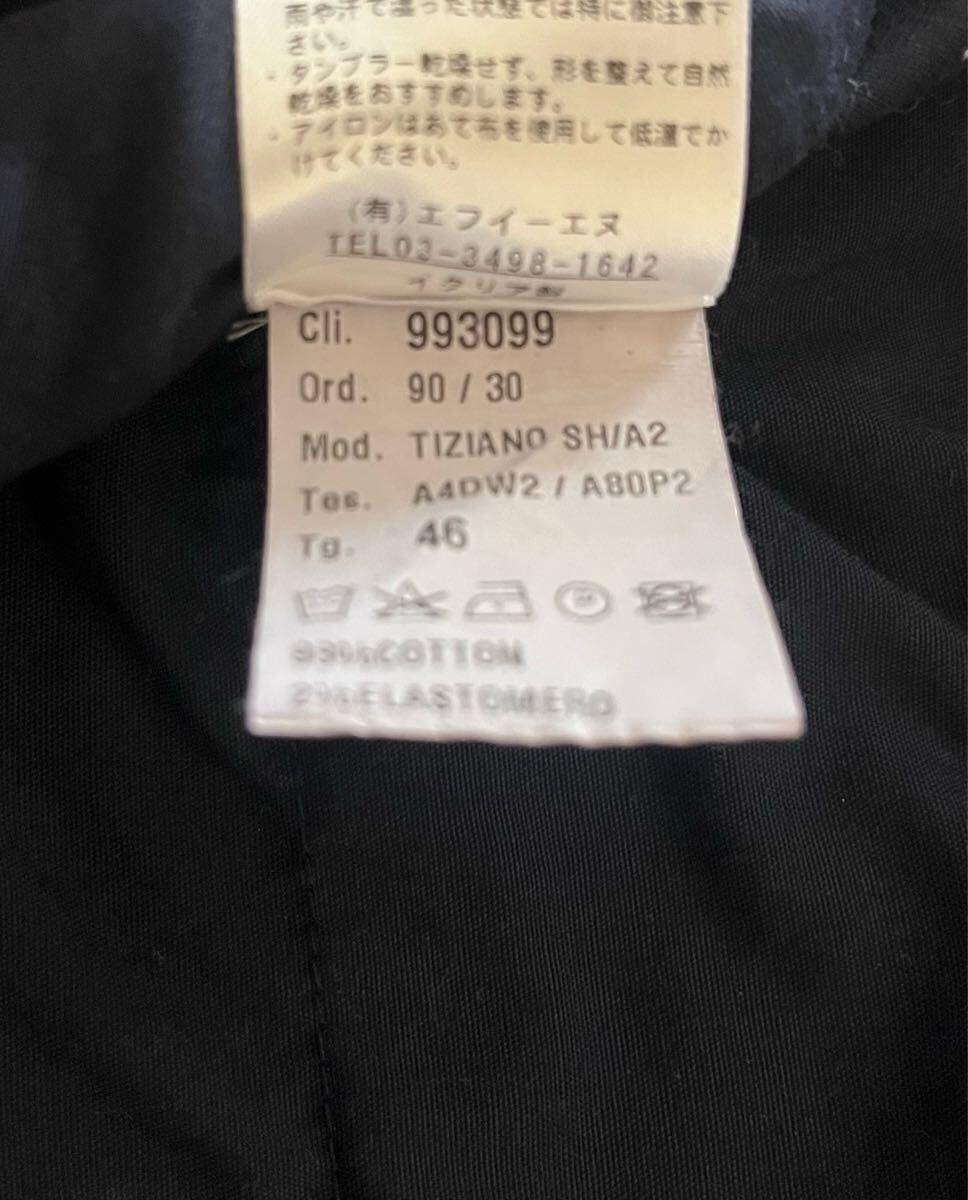 雨や汗で湿った状態では特に御注意下
さい。
・タンブラー乾燥せず、形を整えて自然
乾燥をおすすめします。
・アイロンはあて布を使用して低温でか
けてください。
(有)エフイーエヌ
TEL03-3498-1642
イタリア製
Cli. 993099
Ord. 90 / 30
Mod. TIZIANO SH/A2
Tes. A4DW2 / A80P2
Tg. 46
COTTON
ELASTOMERO